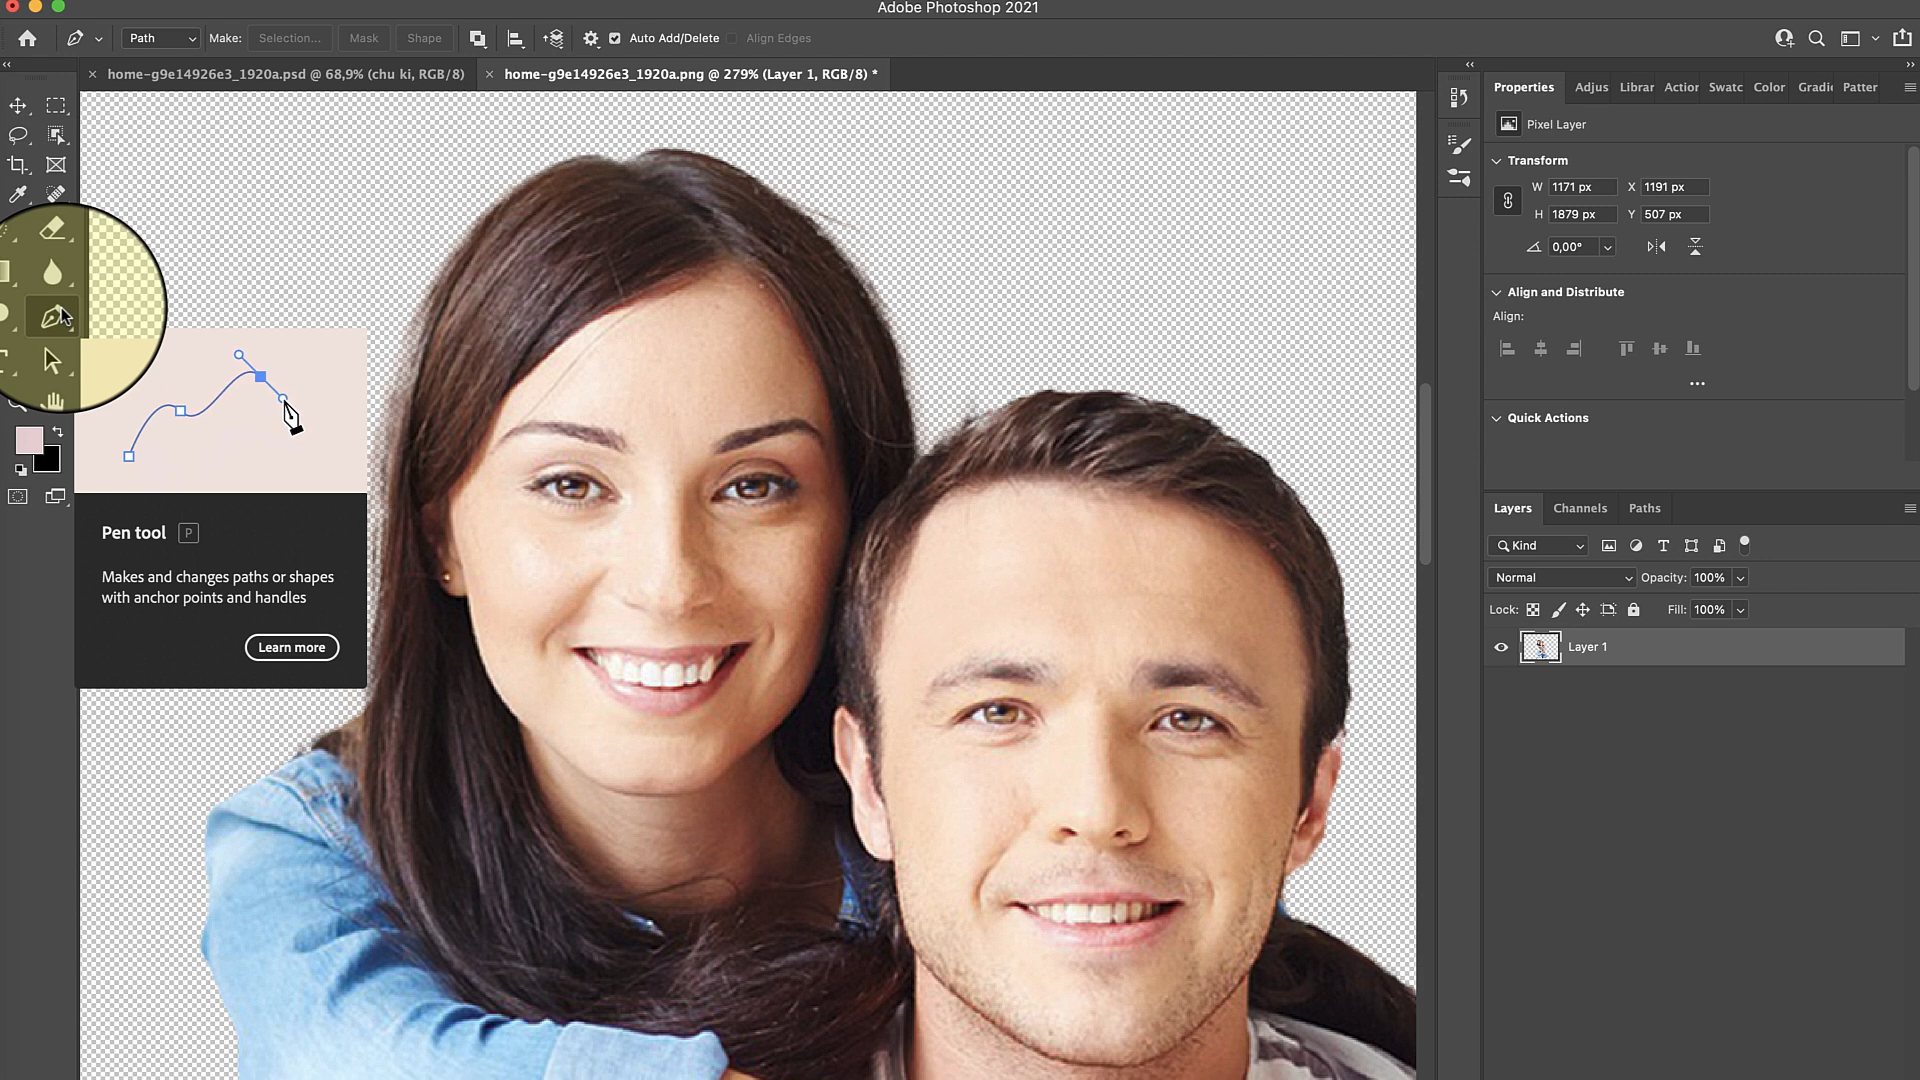 Adobe Photoshop 2021
Path
Make:
Selection...
Mask
Shape
Auto Add/Delete
Align Edges
home-g9e14926e3_1920a.psd @ 68,9% (chu ki, RGB/8)
home-g9e14926e3_1920a.png @ 279% (Layer 1, RGB/8) *
Properties
Adjus
Librar
Action
Swatc
Color
Gradi
Patter
Pixel Layer
Transform
W 1171 px X 1191 px
H 1879 px Y 507 px
0,00°
Align and Distribute
Align:
Quick Actions
Pen tool P
Makes and changes paths or shapes
with anchor points and handles
Learn more
Layers Channels Paths
Kind
Normal Opacity: 100%
Lock: Fill: 100%
Layer 1